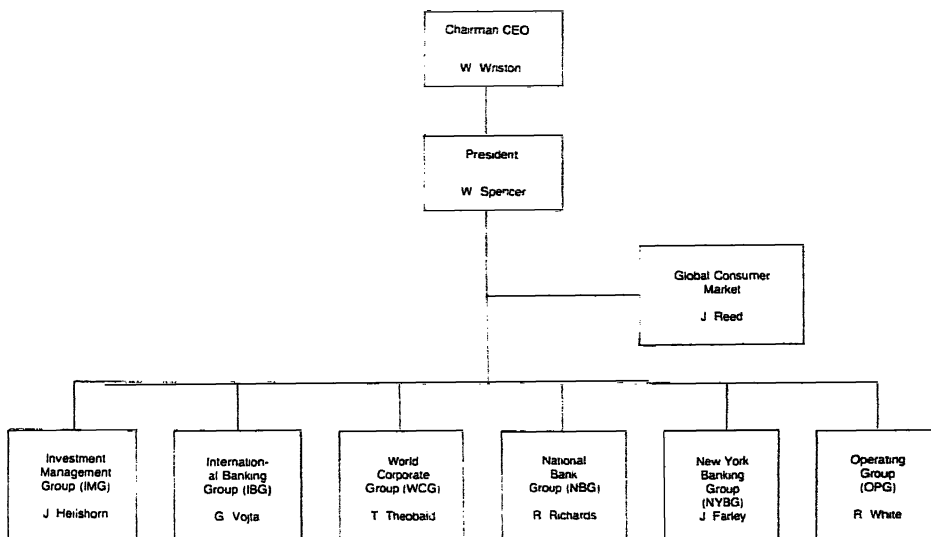 Chairman CEO
W Wriston
President
W Spencer
Global Consumer
Market
J Reed
Investment
Management
Group (IMG)
J Heilshorn
Internation-
al Banking
Group (IBG)
G Vojta
World
Corporate
Group (WCG)
T Theobald
National
Bank
Group (NBG)
R Richards
New York
Banking
Group
(NYBG)
J Farley
Operating
Group
(OPG)
R White